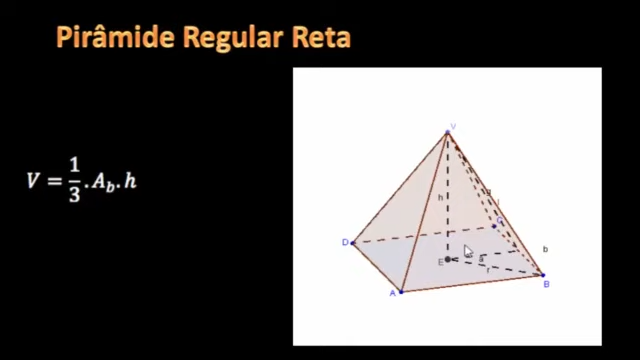 Pirâmide Regular Reta
V = 1/3 . A_b . h
V
h
g
l
C
D
b
E
a
r
B
A